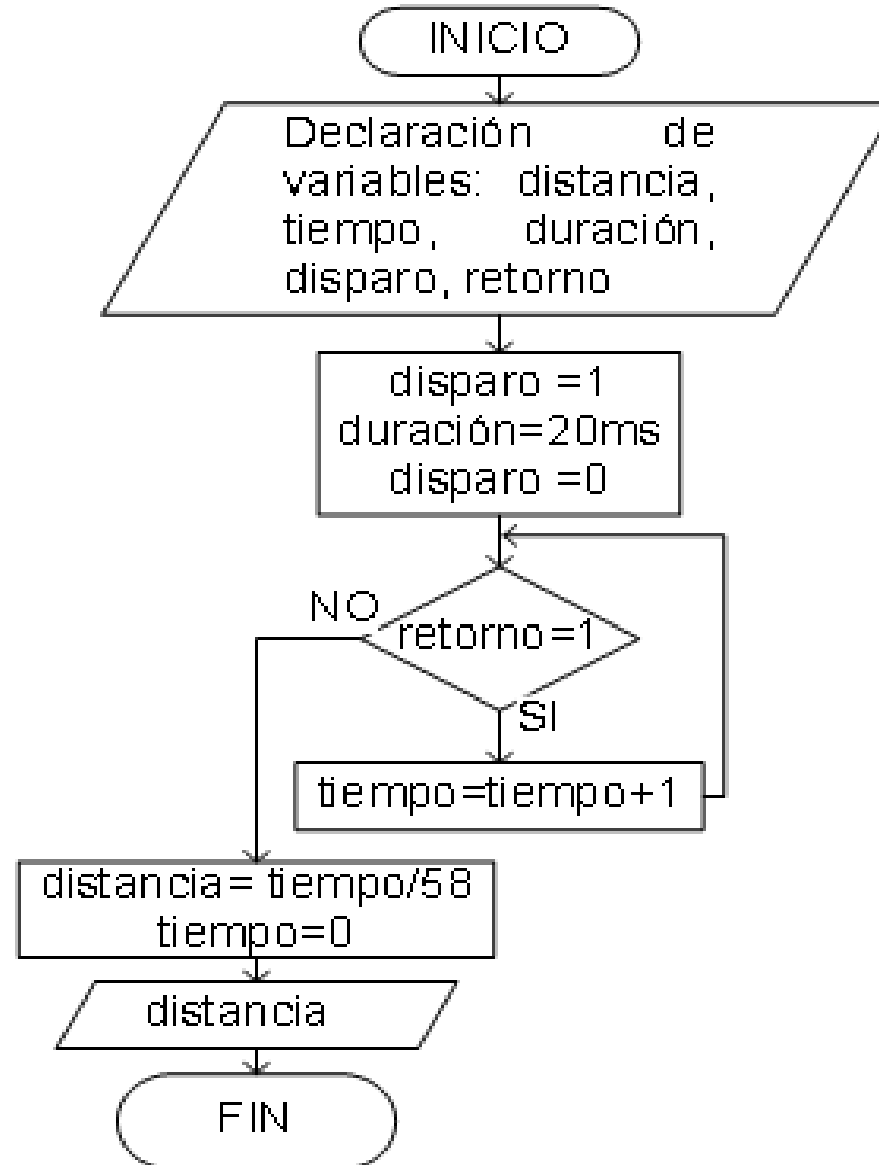 INICIO
Declaración de
variables: distancia,
tiempo, duración,
disparo, retorno
disparo =1
duración=20ms
disparo =0
NO
retorno=1
SI
tiempo=tiempo+1
distancia= tiempo/58
tiempo=0
distancia
FIN